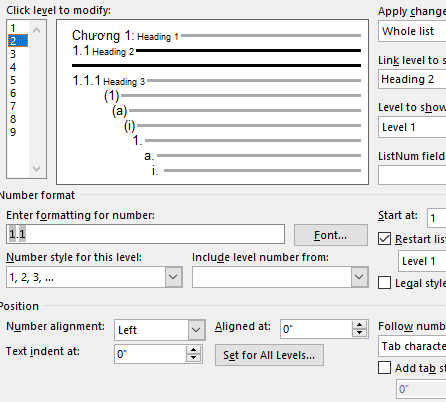 Click level to modify:
Apply change
1
2
3
4
5
6
7
8
9
Chương 1: Heading 1
1.1 Heading 2
1.1.1 Heading 3
(1)
(a)
(i)
1.
a.
i.
Whole list
Link level to s
Heading 2
Level to show
Level 1
ListNum field
Number format
Enter formatting for number:
1.1
Font...
Start at: 1
Restart list
Level 1
Number style for this level:
Include level number from:
1, 2, 3, ...
Legal style
Position
Number alignment: Left
Aligned at: 0"
Follow numb
Text indent at: 0"
Set for All Levels...
Tab characte
Add tab st
0"